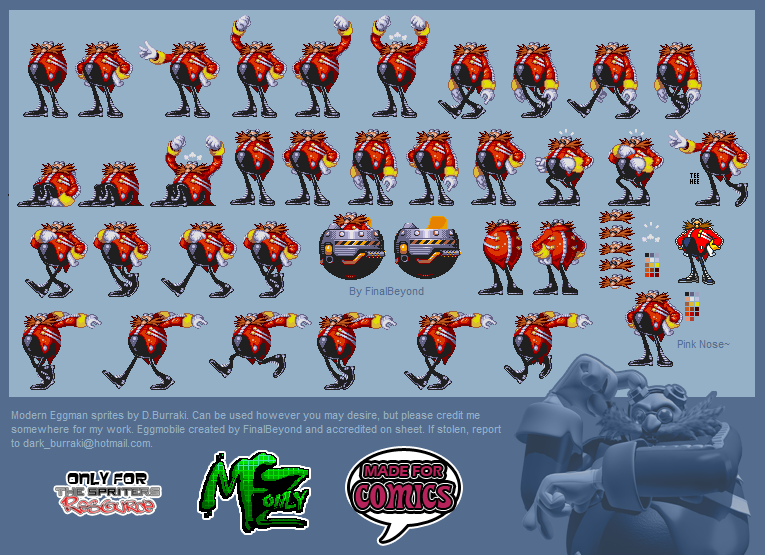 TEE
HEE
By FinalBeyond
Pink Nose~
Modern Eggman sprites by D.Burraki. Can be used however you may desire, but please credit me
somewhere for my work. Eggmobile created by FinalBeyond and accredited on sheet. If stolen, report
to dark_burraki@hotmail.com.
ONLY FOR
THE SPRITERS
RESOURCE
MFZ
ONLY
MADE FOR
COMICS